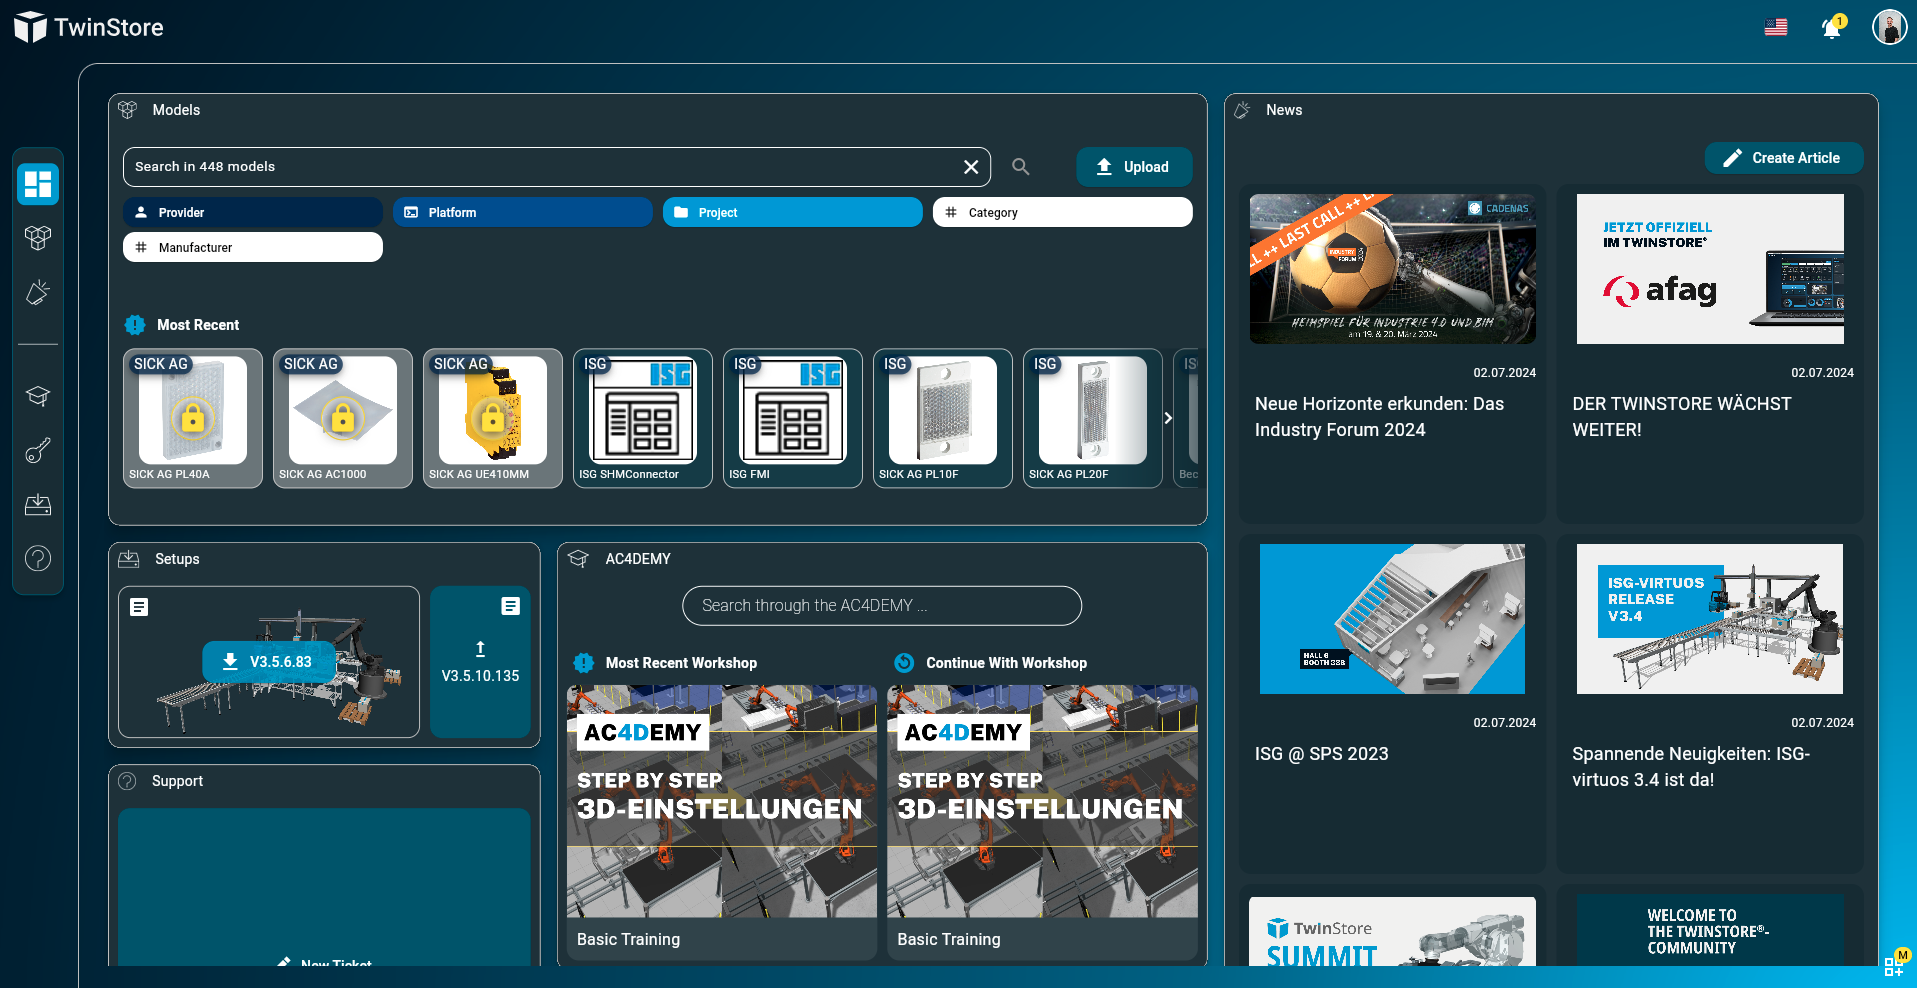 TwinStore
1
Models
Search in 448 models
Upload
Provider
Platform
Project
Category
Manufacturer
Most Recent
SICK AG
SICK AG PL40A
SICK AG
SICK AG AC1000
SICK AG
SICK AG UE410MM
ISG
ISG
ISG SHMConnector
ISG
ISG
ISG FMI
ISG
SICK AG PL10F
ISG
SICK AG PL20F
Bec
Setups
V3.5.6.83
V3.5.10.135
Support
New Ticket
AC4DEMY
Search through the AC4DEMY ...
Most Recent Workshop
AC4DEMY
STEP BY STEP
3D-EINSTELLUNGEN
Basic Training
Continue With Workshop
AC4DEMY
STEP BY STEP
3D-EINSTELLUNGEN
Basic Training
News
Create Article
LL ++ LAST CALL ++ L
CADENAS
INDUSTRY
FORUM
HEIMSPIEL FÜR INDUSTRIE 4.0 UND BIM
am 19. & 20. März 2024
02.07.2024
Neue Horizonte erkunden: Das
Industry Forum 2024
JETZT OFFIZIELL
IM TWINSTORE®
afag
02.07.2024
DER TWINSTORE WÄCHST
WEITER!
HALL 6
BOOTH 338
02.07.2024
ISG @ SPS 2023
ISG-VIRTUOS
RELEASE
V3.4
02.07.2024
Spannende Neuigkeiten: ISG-
virtuos 3.4 ist da!
TwinStore
SUMMIT
WELCOME TO
THE TWINSTORE®-
COMMUNITY
M